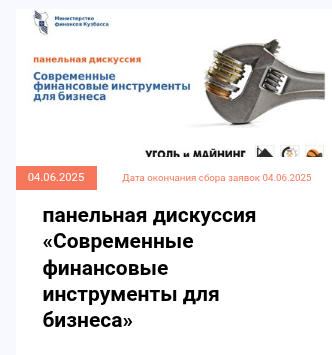 Министерство
финансов Кузбасса
панельная дискуссия
Современные
финансовые инструменты
для бизнеса
УГОЛЬ и МАЙНИНГ
04.06.2025
Дата окончания сбора заявок 04.06.2025
панельная дискуссия
«Современные
финансовые
инструменты для
бизнеса»